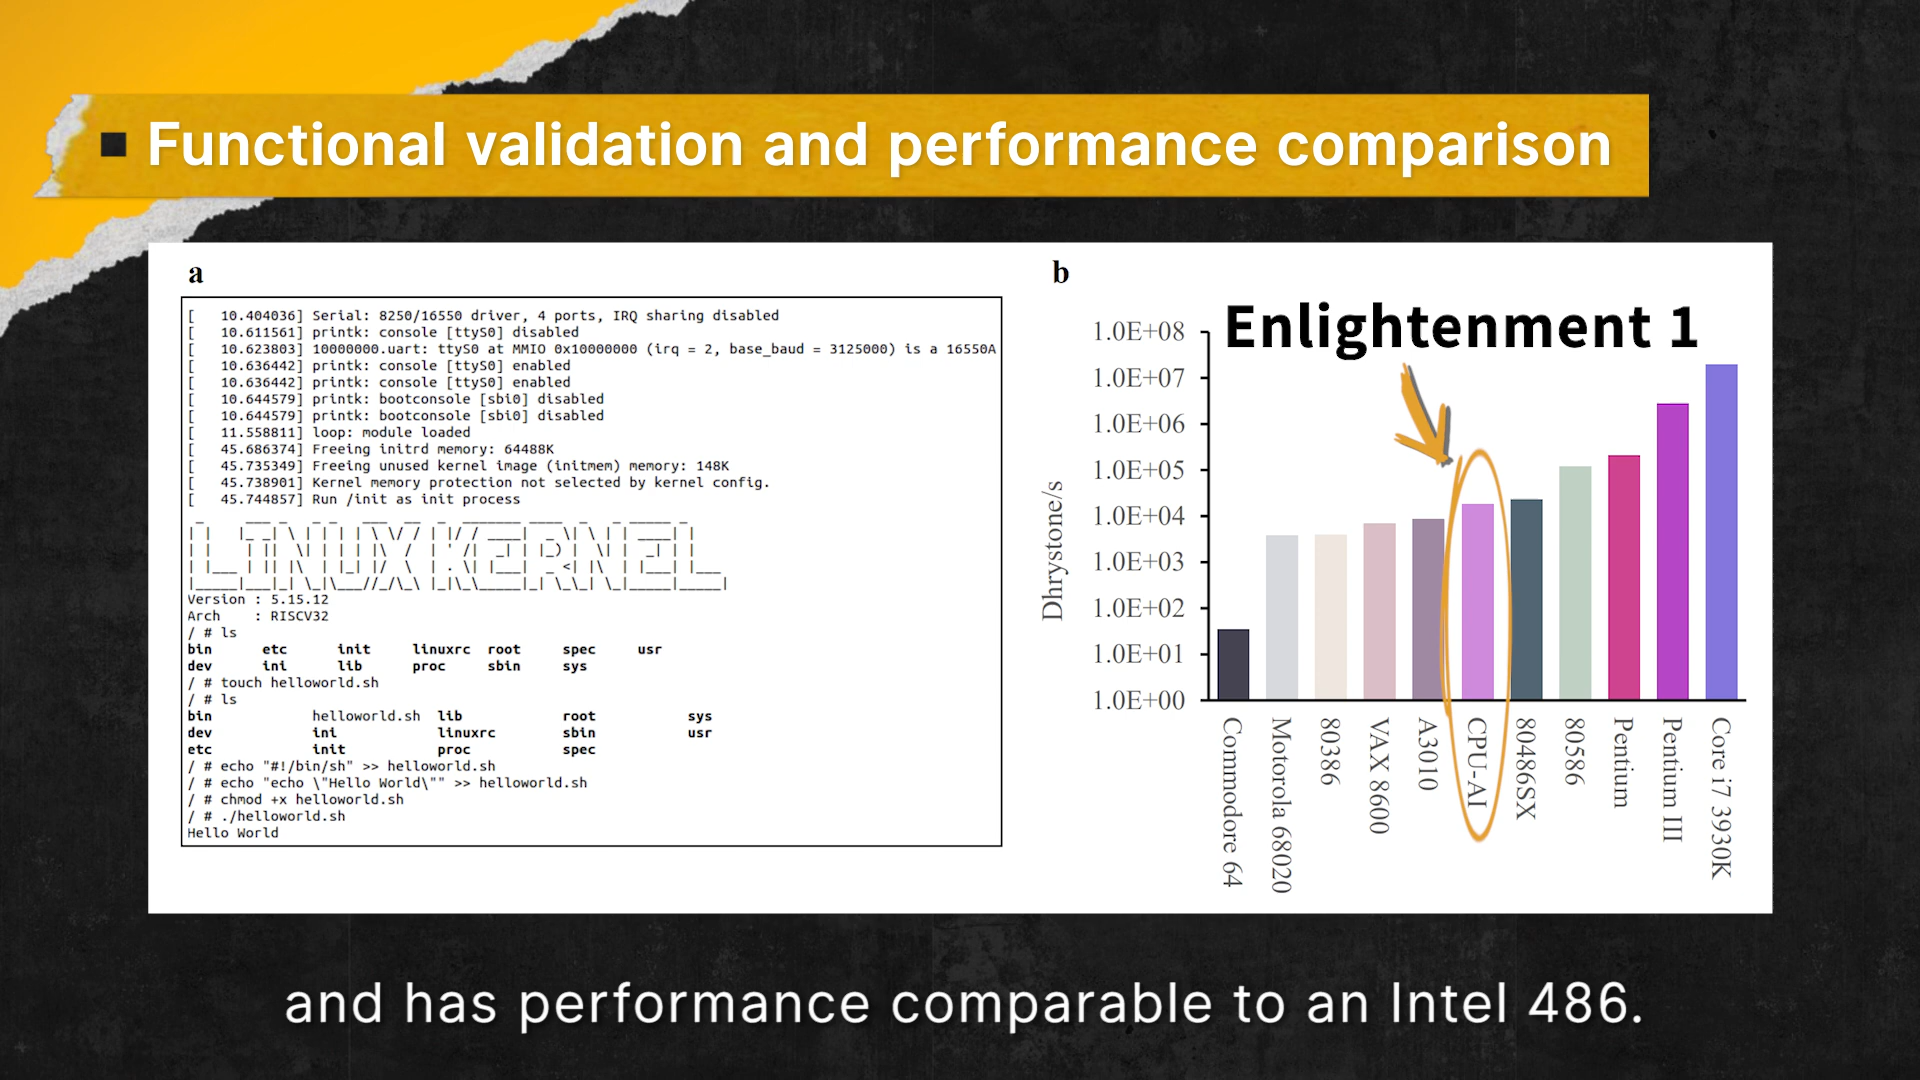 Functional validation and performance comparison
a
[   10.404036] Serial: 8250/16550 driver, 4 ports, IRQ sharing disabled
[   10.611561] printk: console [ttyS0] disabled
[   10.623803] 10000000.uart: ttyS0 at MMIO 0x10000000 (irq = 2, base_baud = 3125000) is a 16550A
[   10.636442] printk: console [ttyS0] enabled
[   10.636442] printk: console [ttyS0] enabled
[   10.644579] printk: bootconsole [sbi0] disabled
[   10.644579] printk: bootconsole [sbi0] disabled
[   11.558811] loop: module loaded
[   45.686374] Freeing initrd memory: 64488K
[   45.735349] Freeing unused kernel image (initmem) memory: 148K
[   45.738901] Kernel memory protection not selected by kernel config.
[   45.744857] Run /init as init process
LINUX KERNEL
Version : 5.15.12
Arch    : RISCV32
/ # ls
bin      etc      init     linuxrc  root     spec     usr
dev      ini      lib      proc     sbin     sys
/ # touch helloworld.sh
/ # ls
bin            helloworld.sh  lib            root           sys
dev            ini            linuxrc        sbin           usr
etc            init           proc           spec
/ # echo "#!/bin/sh" >> helloworld.sh
/ # echo "echo \"Hello World\"" >> helloworld.sh
/ # chmod +x helloworld.sh
/ # ./helloworld.sh
Hello World
b
Enlightenment 1
Dhrystone/s
1.0E+08
1.0E+07
1.0E+06
1.0E+05
1.0E+04
1.0E+03
1.0E+02
1.0E+01
1.0E+00
Commodore 64
Motorola 68020
80386
VAX 8600
A3010
CPU-AI
80486SX
80586
Pentium
Pentium III
Core i7 3930K
and has performance comparable to an Intel 486.